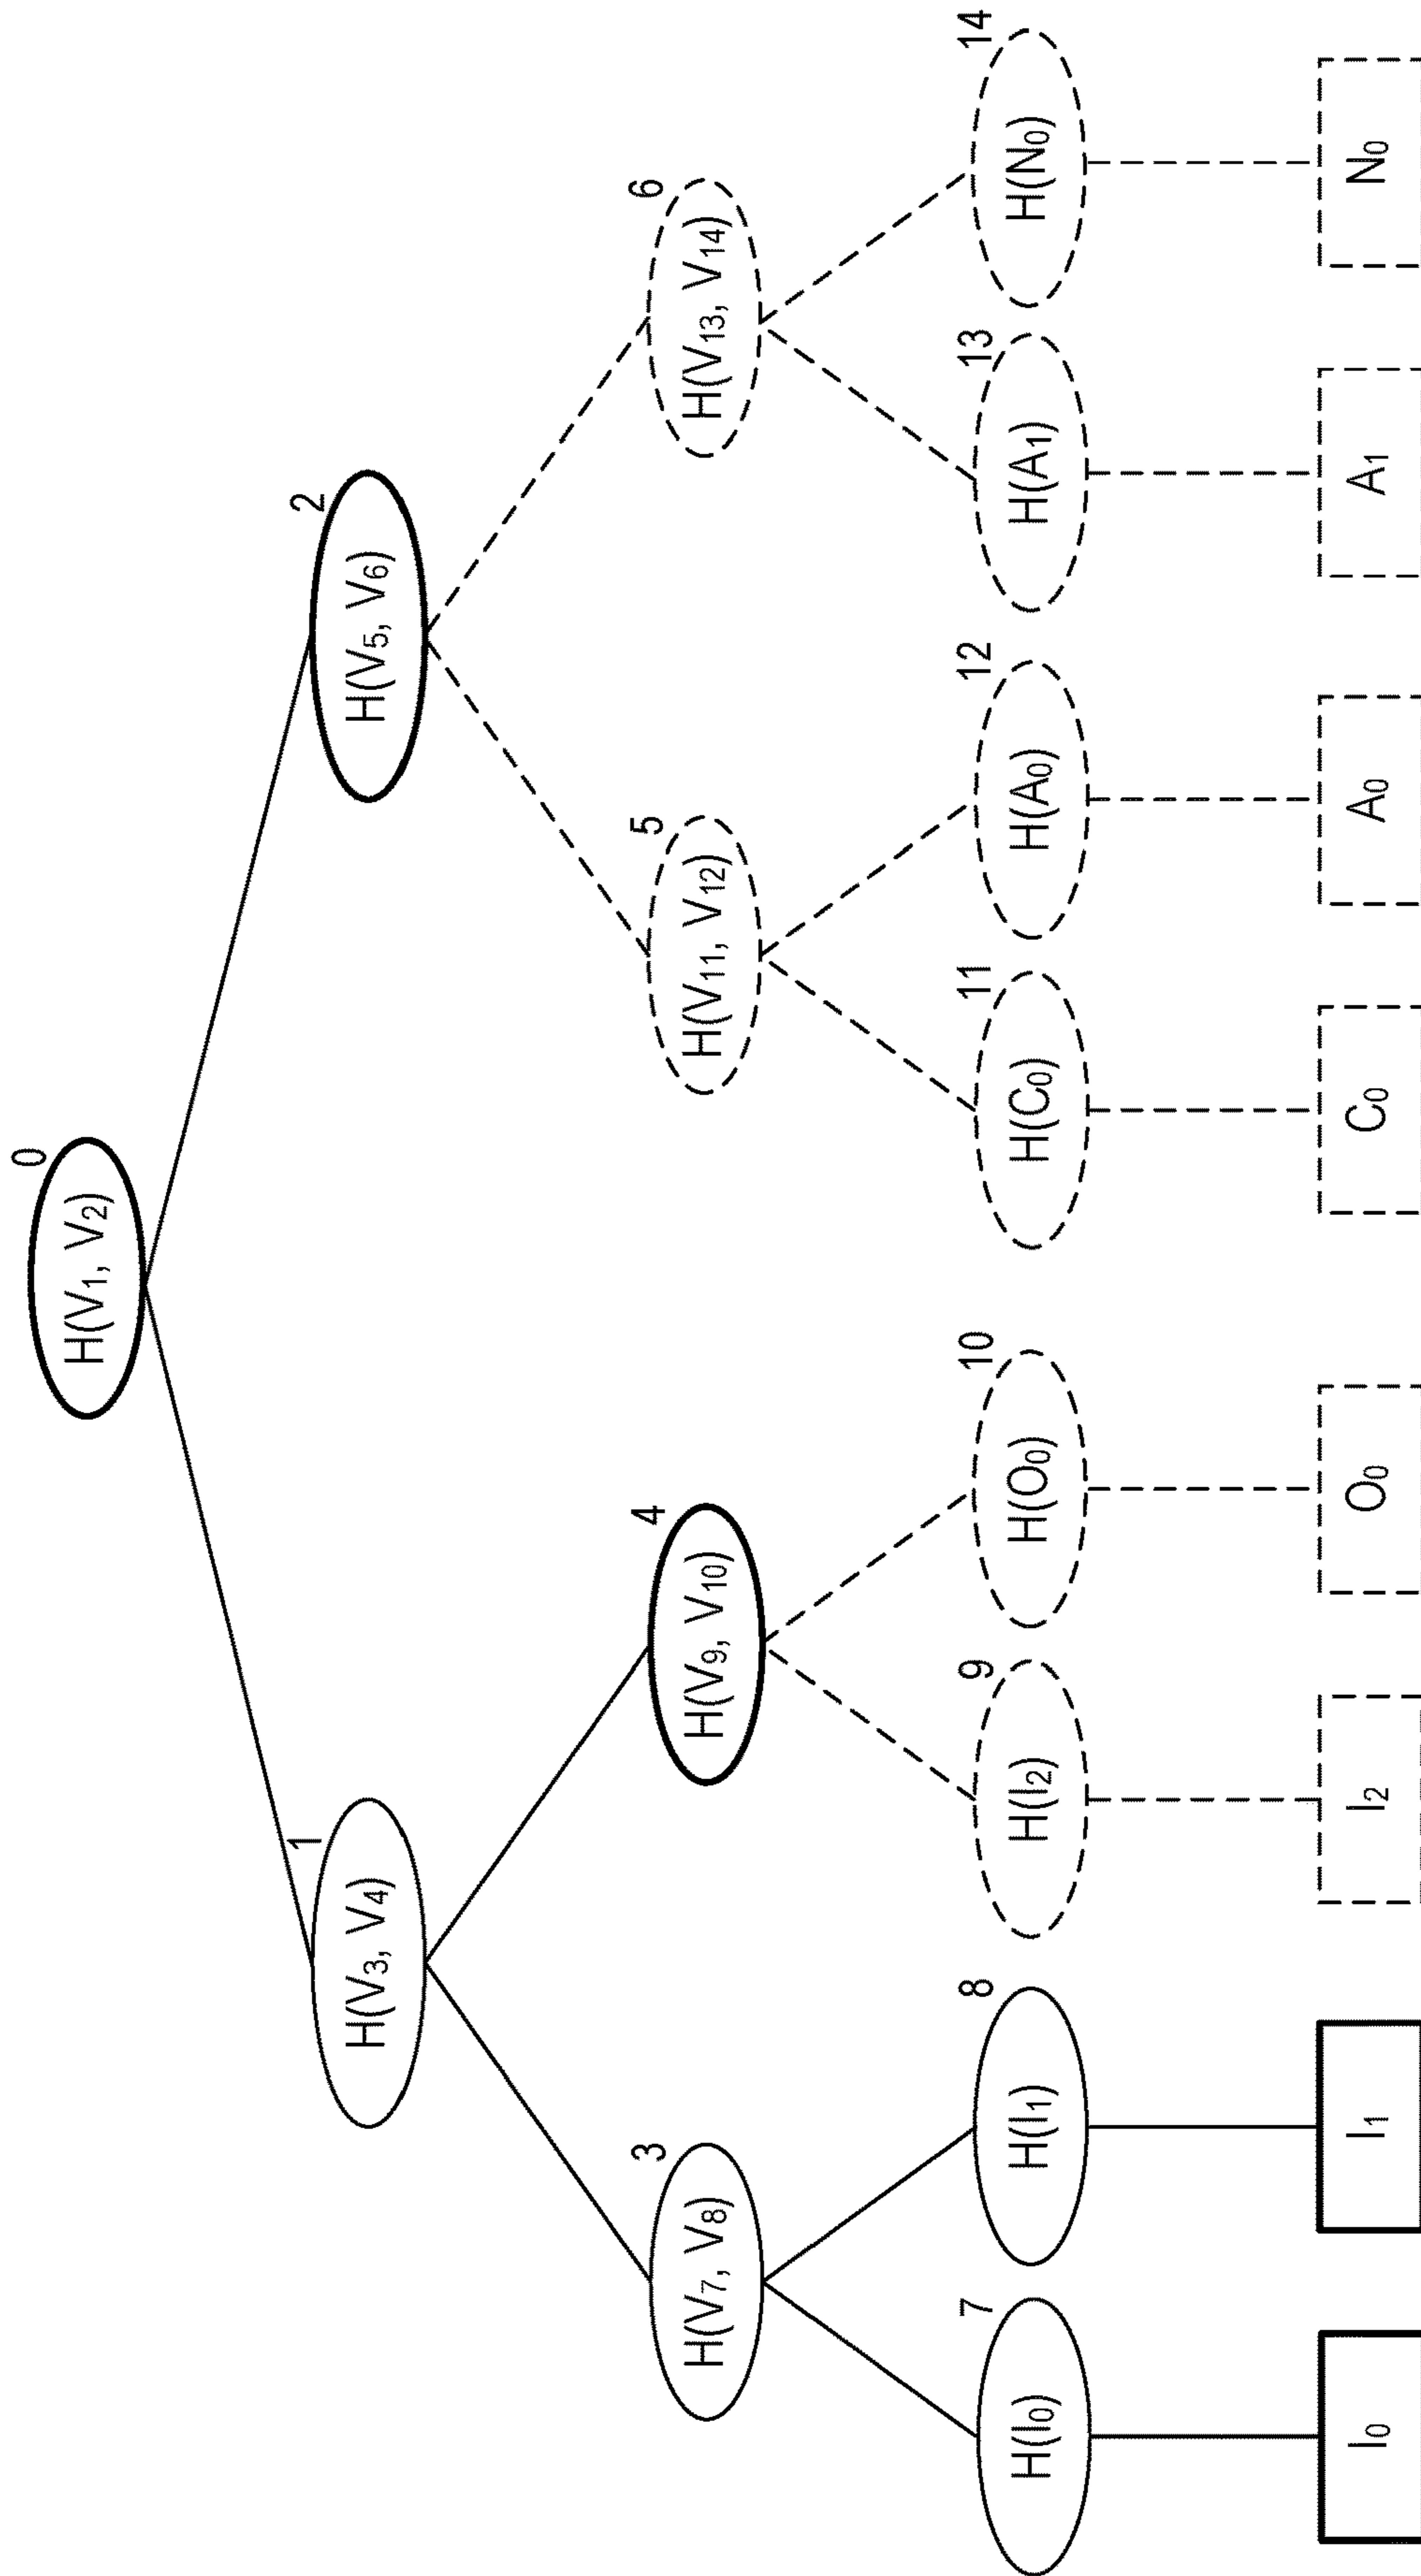 0
H(V₁, V₂)
1
H(V₃, V₄)
2
H(V₅, V₆)
3
H(V₇, V₈)
4
H(V₉, V₁₀)
5
H(V₁₁, V₁₂)
6
H(V₁₃, V₁₄)
7
H(I₀)
8
H(I₁)
9
H(I₂)
10
H(O₀)
11
H(C₀)
12
H(A₀)
13
H(A₁)
14
H(N₀)
I₀
I₁
I₂
O₀
C₀
A₀
A₁
N₀